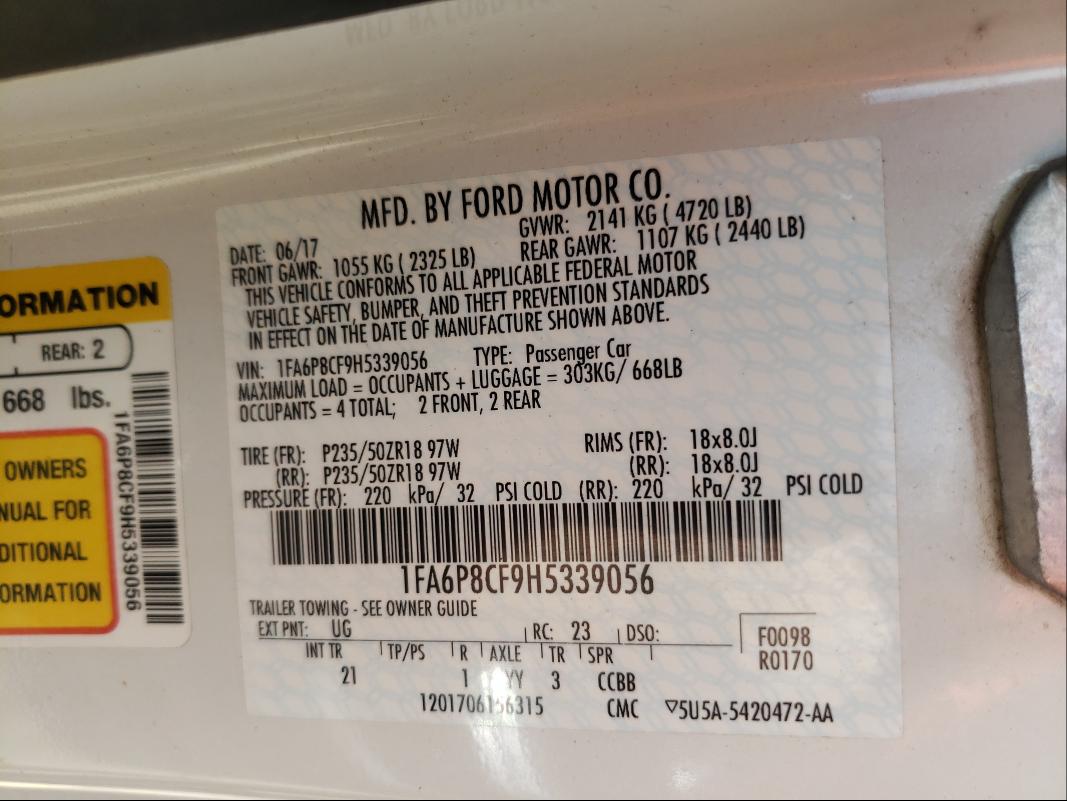 MFD. BY FORD MOTOR CO.
DATE: 06/17 GVWR: 2141 KG ( 4720 LB)
FRONT GAWR: 1055 KG ( 2325 LB) REAR GAWR: 1107 KG ( 2440 LB)
THIS VEHICLE CONFORMS TO ALL APPLICABLE FEDERAL MOTOR
VEHICLE SAFETY, BUMPER, AND THEFT PREVENTION STANDARDS
IN EFFECT ON THE DATE OF MANUFACTURE SHOWN ABOVE.
VIN: 1FA6P8CF9H5339056 TYPE: Passenger Car
MAXIMUM LOAD = OCCUPANTS + LUGGAGE = 303KG/ 668LB
OCCUPANTS = 4 TOTAL; 2 FRONT, 2 REAR
TIRE (FR): P235/50ZR18 97W RIMS (FR): 18x8.0J
(RR): P235/50ZR18 97W (RR): 18x8.0J
PRESSURE (FR): 220 kPa/ 32 PSI COLD (RR): 220 kPa/ 32 PSI COLD
1FA6P8CF9H5339056
TRAILER TOWING - SEE OWNER GUIDE
EXT PNT: UG RC: 23 DSO: F0098
INT TR TP/PS R AXLE TR SPR R0170
21 1 YY 3 CCBB
CMC ▽5U5A-5420472-AA
ORMATION
REAR: 2
668 lbs.
OWNERS
NUAL FOR
DITIONAL
ORMATION
1FA6P8CF9H5339056